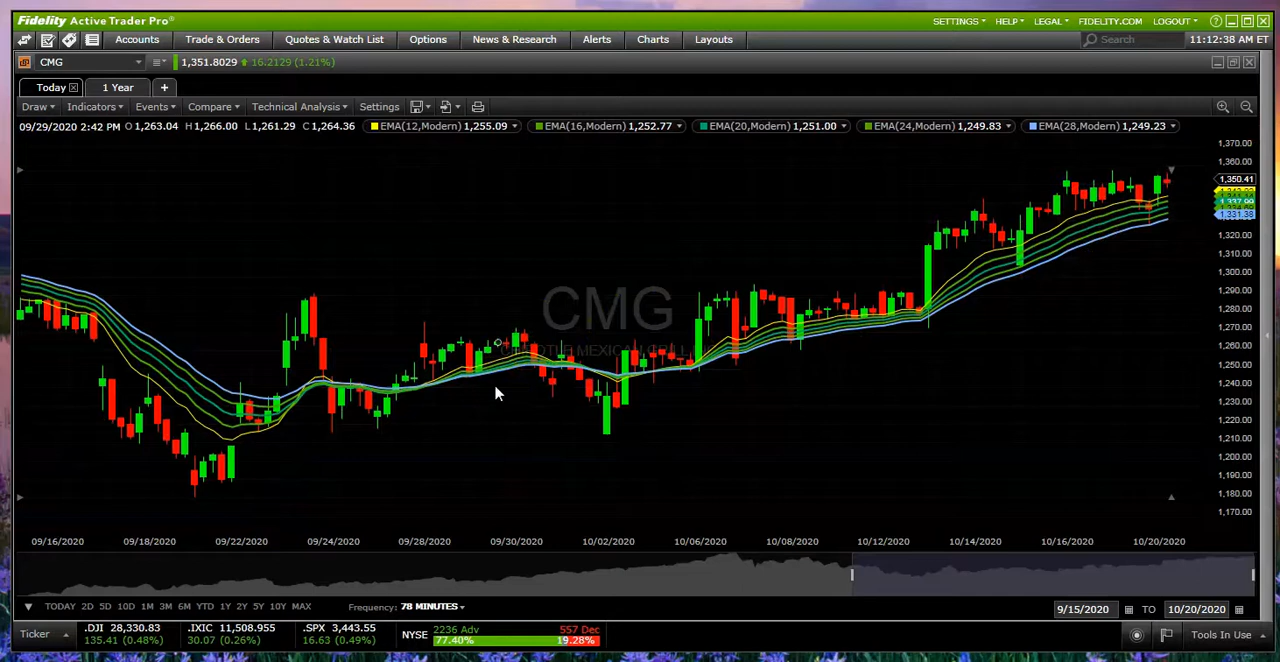 Fidelity Active Trader Pro® SETTINGS HELP LEGAL FIDELITY.COM LOGOUT ?
Accounts Trade & Orders Quotes & Watch List Options News & Research Alerts Charts Layouts Search 11:12:38 AM ET
CMG 1,351.8029 16.2129 (1.21%)
Today 1 Year +
Draw Indicators Events Compare Technical Analysis Settings
09/29/2020 2:42 PM O 1,263.04 H 1,266.00 L 1,261.29 C 1,264.36 EMA(12,Modern) 1,255.09 EMA(16,Modern) 1,252.77 EMA(20,Modern) 1,251.00 EMA(24,Modern) 1,249.83 EMA(28,Modern) 1,249.23
1,370.00
1,360.00
1,350.41
1,337.99
1,331.38
1,320.00
1,310.00
1,300.00
1,290.00
CMG
1,280.00
1,270.00
1,260.00
1,250.00
1,240.00
1,230.00
1,220.00
1,210.00
1,200.00
1,190.00
1,180.00
1,170.00
09/16/2020 09/18/2020 09/22/2020 09/24/2020 09/28/2020 09/30/2020 10/02/2020 10/06/2020 10/08/2020 10/12/2020 10/14/2020 10/16/2020 10/20/2020
TODAY 2D 5D 10D 1M 3M 6M YTD 1Y 2Y 5Y 10Y MAX Frequency: 78 MINUTES 9/15/2020 TO 10/20/2020
Ticker .DJI 28,330.83 .IXIC 11,508.955 .SPX 3,443.55 NYSE 2236 Adv 557 Dec Tools In Use
135.41 (0.48%) 30.07 (0.26%) 16.63 (0.49%) 77.40% 19.28%